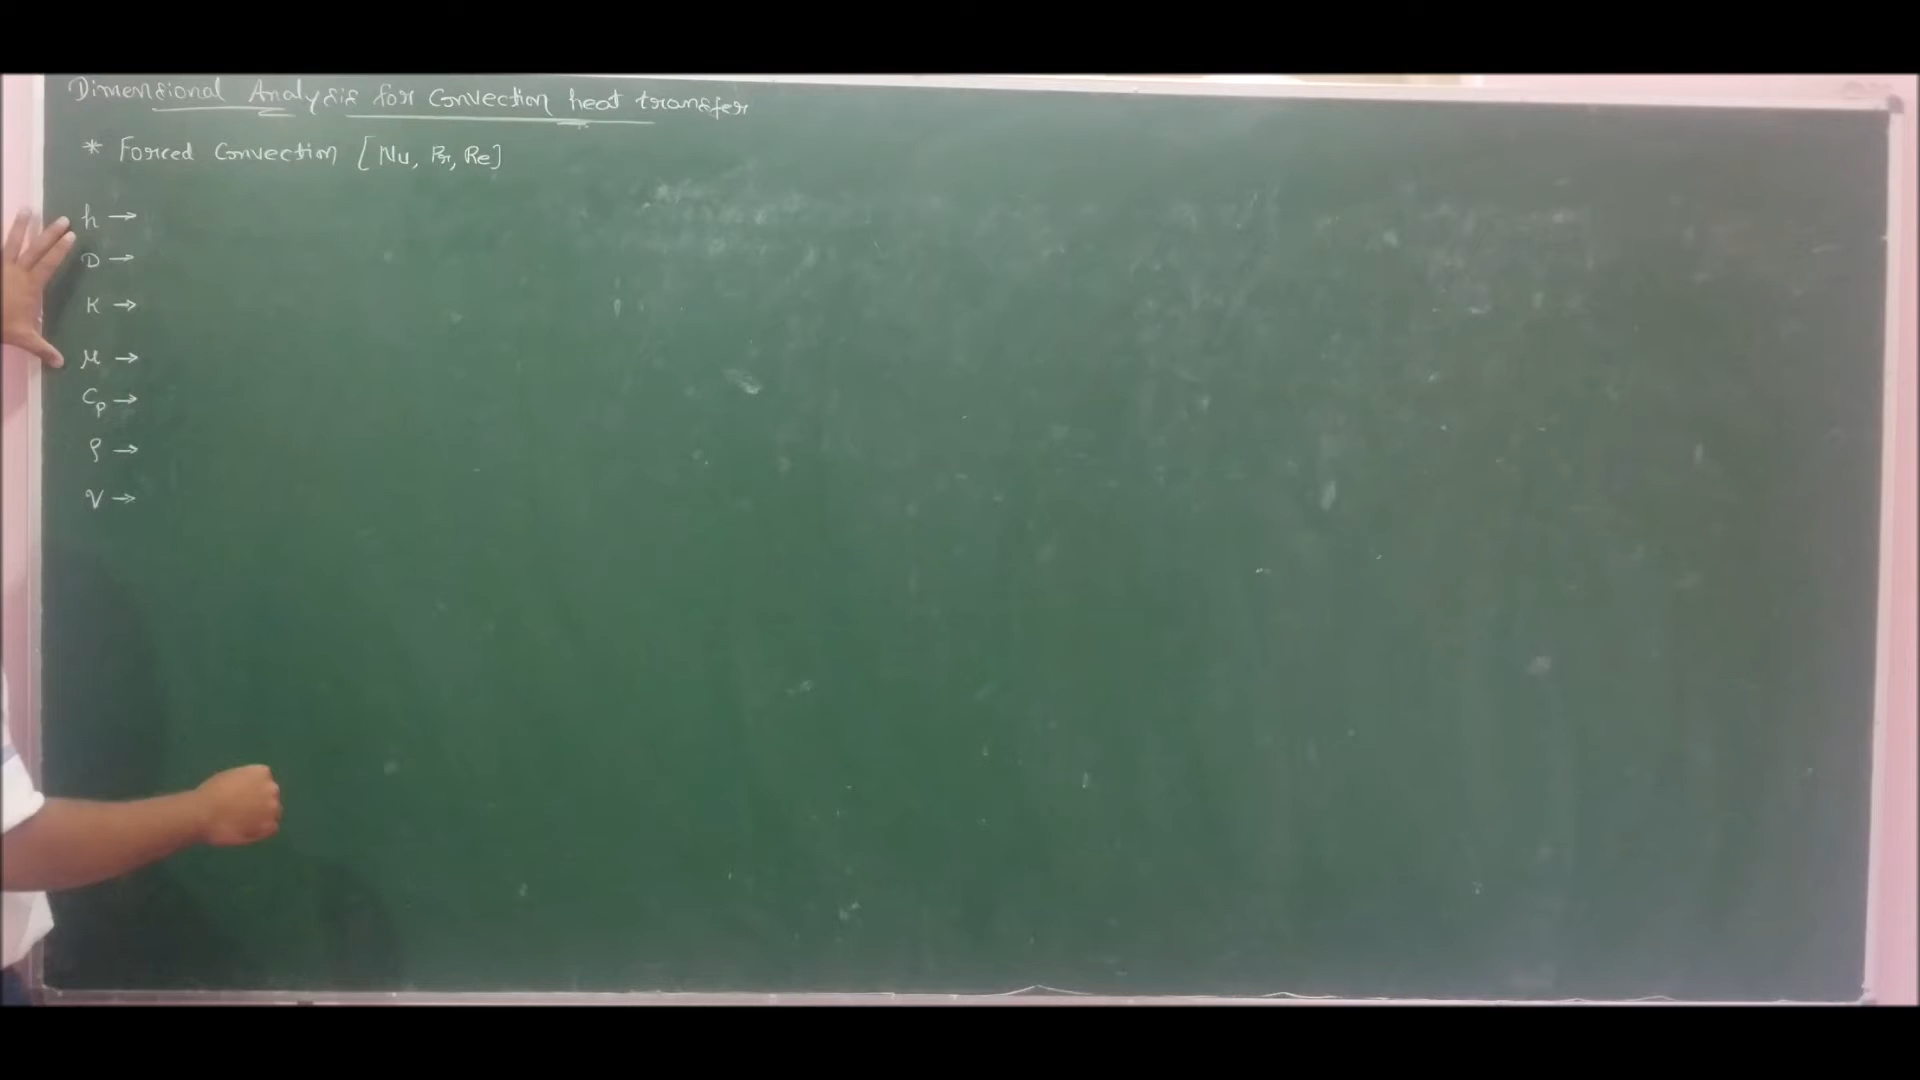 Dimensional Analysis for Convection heat transfer
* Forced Convection [Nu, Pr, Re]
h →
D →
K →
μ →
Cp →
ρ →
V →